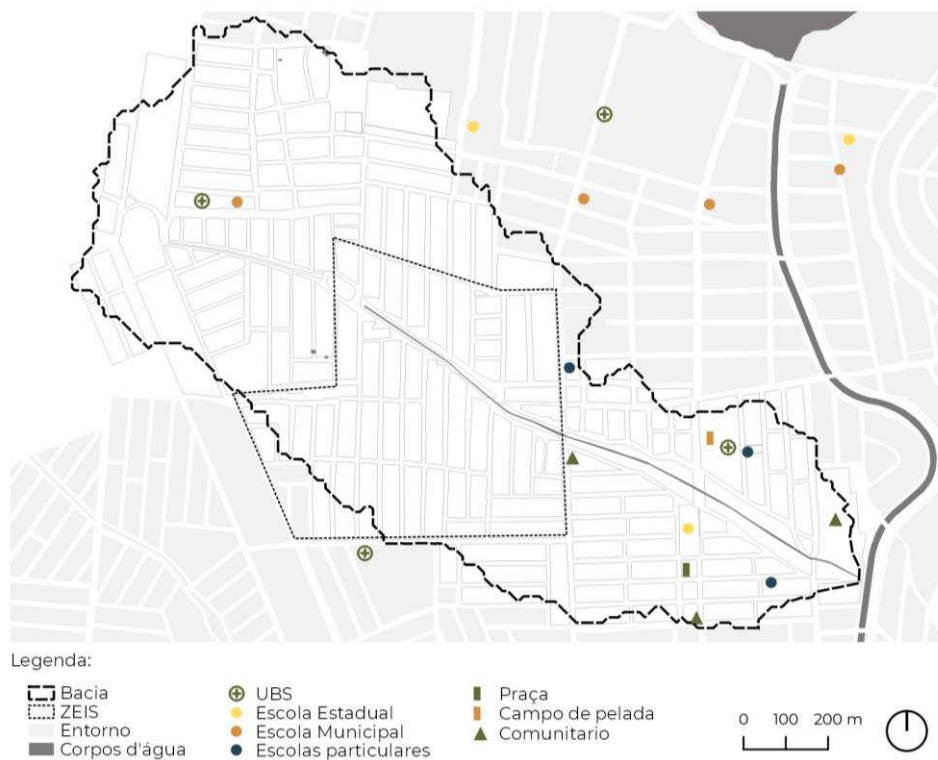 Legenda:
Bacia
ZEIS
Entorno
Corpos d'água
UBS
Escola Estadual
Escola Municipal
Escolas particulares
Praça
Campo de pelada
Comunitario
0 100 200 m